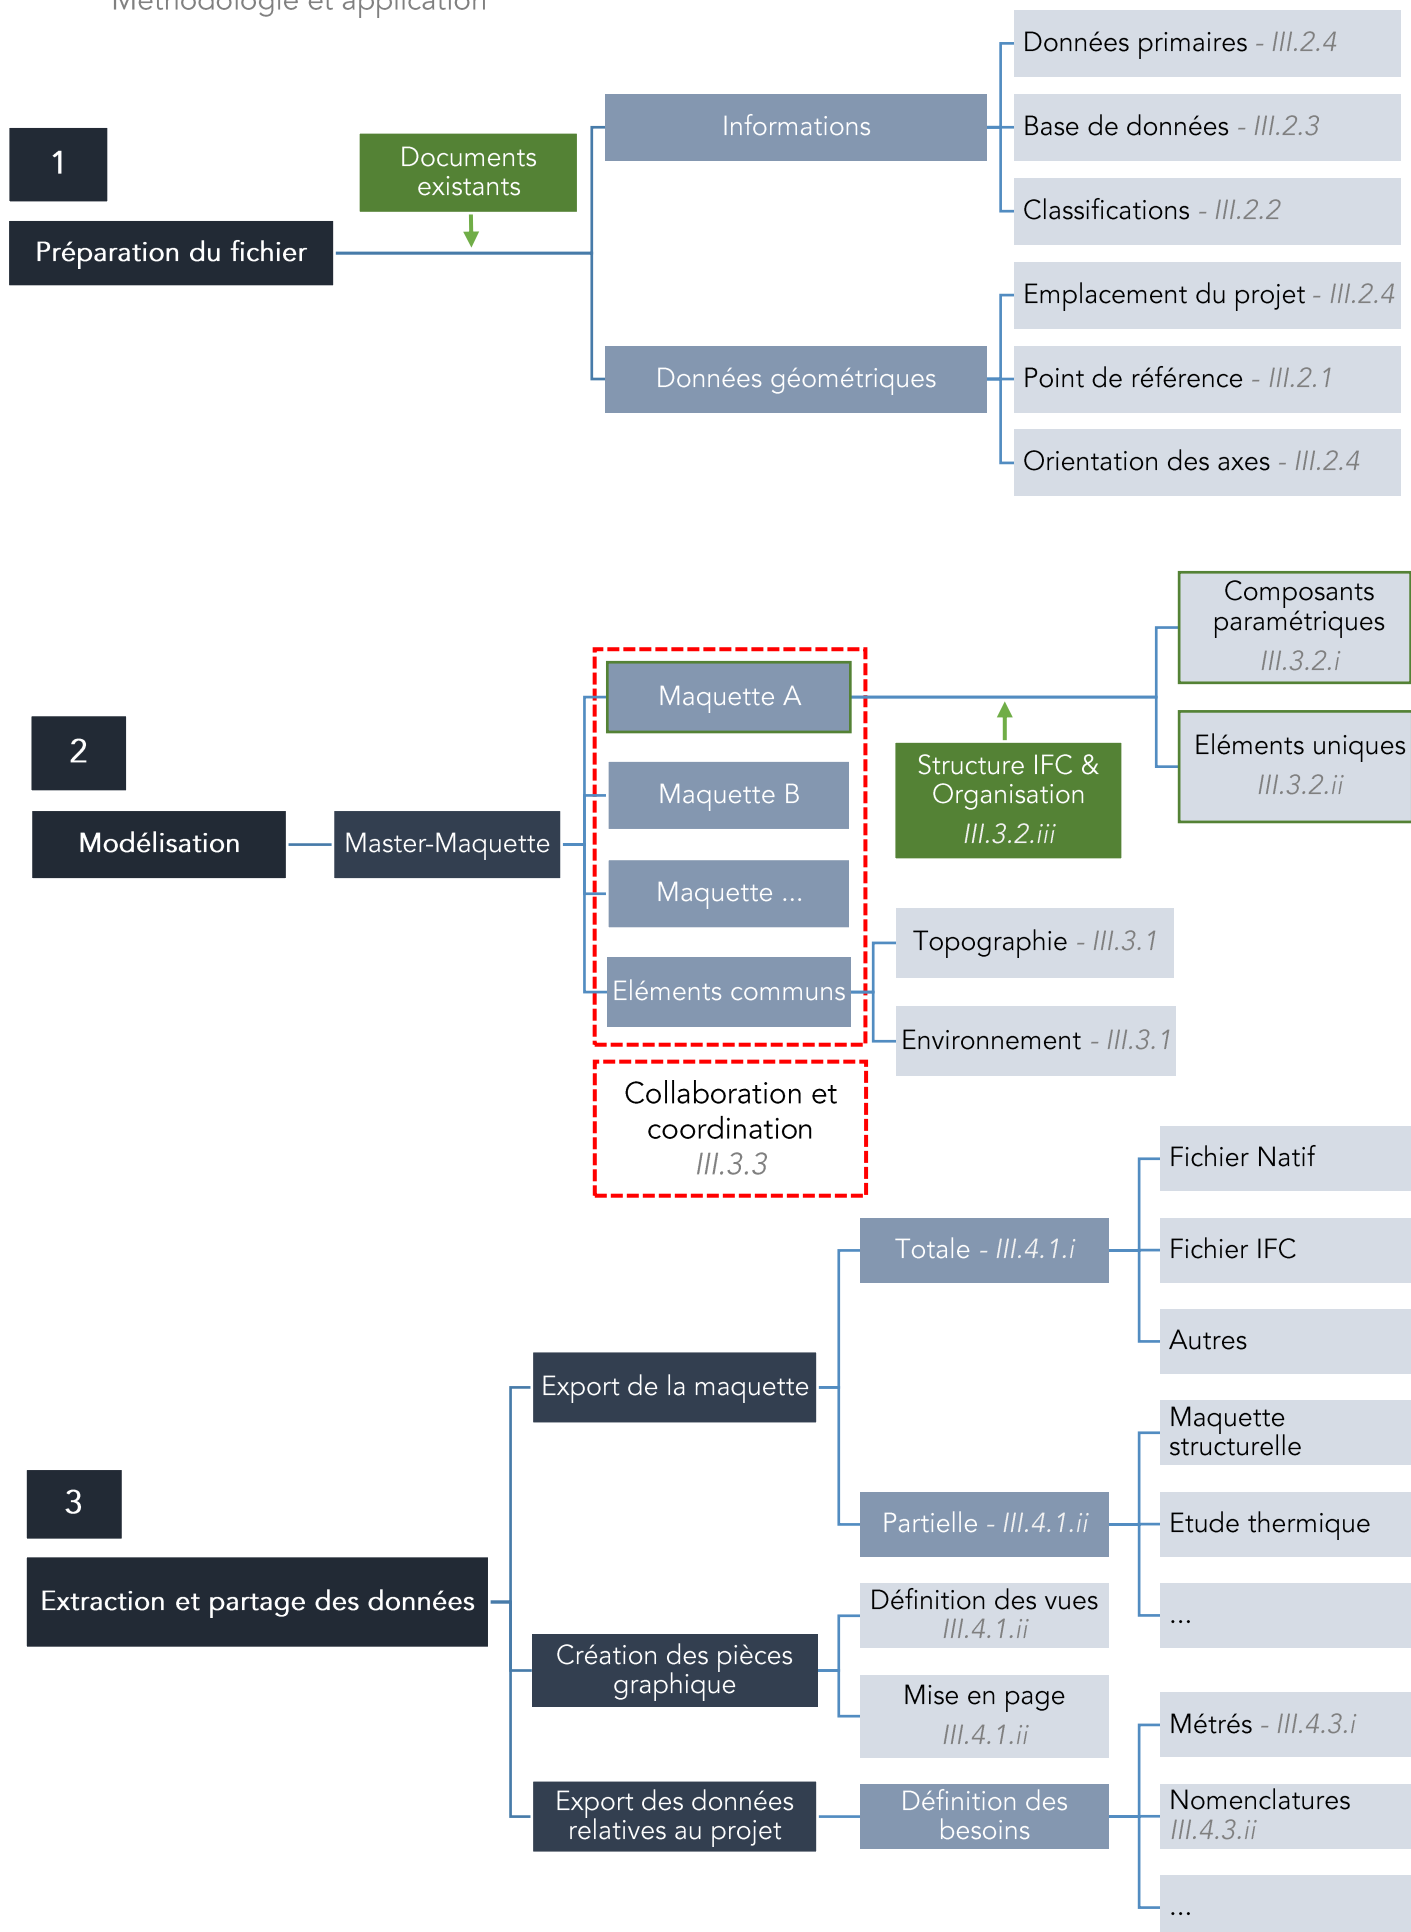 Méthodologie et application
1
Préparation du fichier
Documents
existants
Informations
Données primaires - III.2.4
Base de données - III.2.3
Classifications - III.2.2
Données géométriques
Emplacement du projet - III.2.4
Point de référence - III.2.1
Orientation des axes - III.2.4
2
Modélisation
Master-Maquette
Maquette A
Maquette B
Maquette ...
Eléments communs
Structure IFC &
Organisation
III.3.2.iii
Composants
paramétriques
III.3.2.i
Eléments uniques
III.3.2.ii
Topographie - III.3.1
Environnement - III.3.1
Collaboration et
coordination
III.3.3
3
Extraction et partage des données
Export de la maquette
Totale - III.4.1.i
Fichier Natif
Fichier IFC
Autres
Partielle - III.4.1.ii
Maquette
structurelle
Etude thermique
...
Création des pièces
graphique
Définition des vues
III.4.1.ii
Mise en page
III.4.1.ii
Export des données
relatives au projet
Définition des
besoins
Métrés - III.4.3.i
Nomenclatures
III.4.3.ii
...